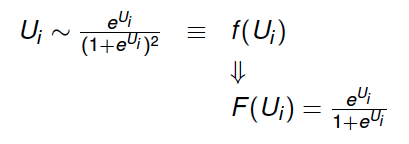 U_i ∼ e^{U_i}/(1+e^{U_i})^2 ≡ f(U_i)
⇓
F(U_i) = e^{U_i}/1+e^{U_i}